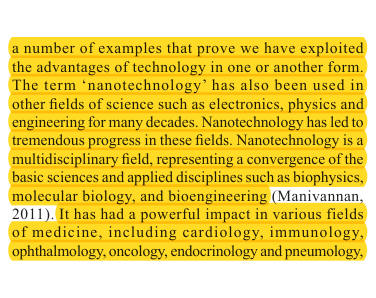 a number of examples that prove we have exploited
the advantages of technology in one or another form.
The term ‘nanotechnology’ has also been used in
other fields of science such as electronics, physics and
engineering for many decades. Nanotechnology has led to
tremendous progress in these fields. Nanotechnology is a
multidisciplinary field, representing a convergence of the
basic sciences and applied disciplines such as biophysics,
molecular biology, and bioengineering (Manivannan,
2011). It has had a powerful impact in various fields
of medicine, including cardiology, immunology,
ophthalmology, oncology, endocrinology and pneumology,